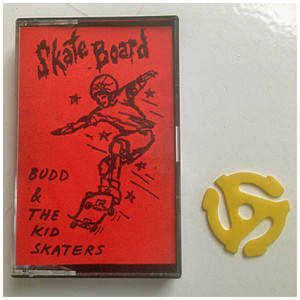 Skate Board
BUDD
&
THE
KID
SKATERS